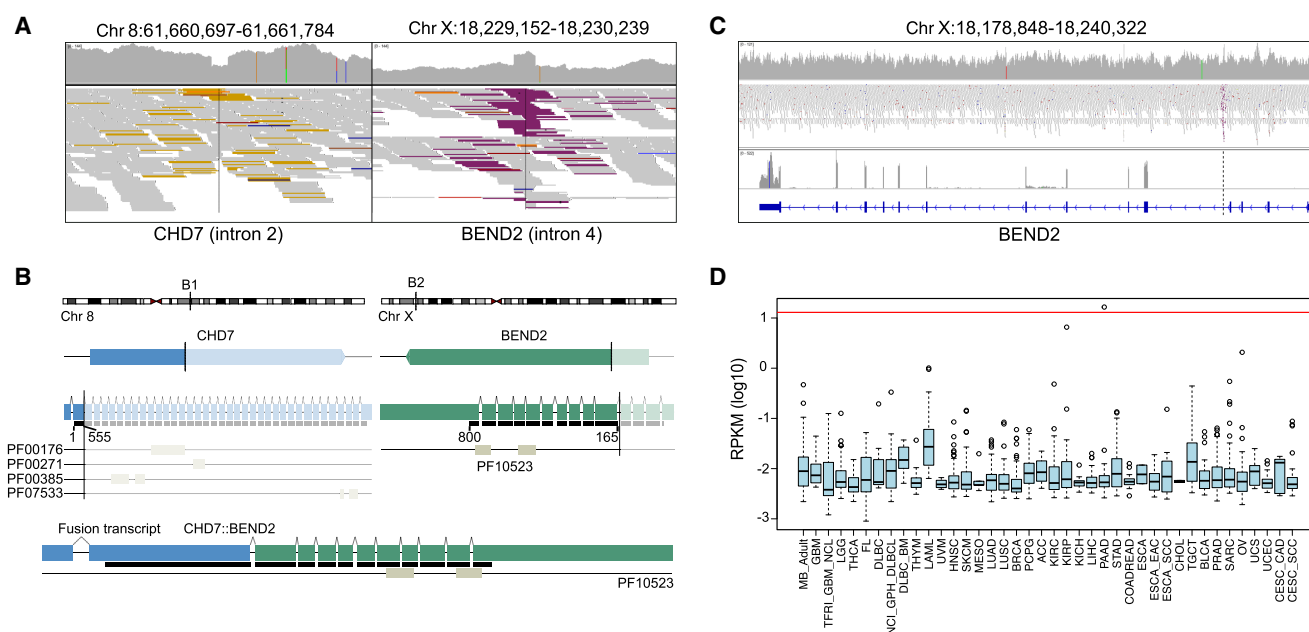 A
Chr 8:61,660,697-61,661,784
Chr X:18,229,152-18,230,239
CHD7 (intron 2)
BEND2 (intron 4)
B
B1
B2
Chr 8
Chr X
CHD7
BEND2
1
555
800
165
PF00176
PF00271
PF00385
PF07533
PF10523
Fusion transcript
CHD7::BEND2
PF10523
C
Chr X:18,178,848-18,240,322
BEND2
D
RPKM (log10)
1
0
-1
-2
-3
MB_Adult
GBM
TFRI_GBM_NCL
LGG
THCA
FL
DLBC
NCI_GPH_DLBCL
DLBC_BM
THYM
LAML
UVM
HNSC
SKCM
MESO
LUAD
LUSC
BRCA
PCPG
ACC
KIRC
KIRP
KICH
LIHC
PAAD
STAD
COADREAD
ESCA
ESCA_EAC
ESCA_SCC
CHOL
TGCT
BLCA
PRAD
SARC
OV
UCS
UCEC
CESC_CAD
CESC_SCC